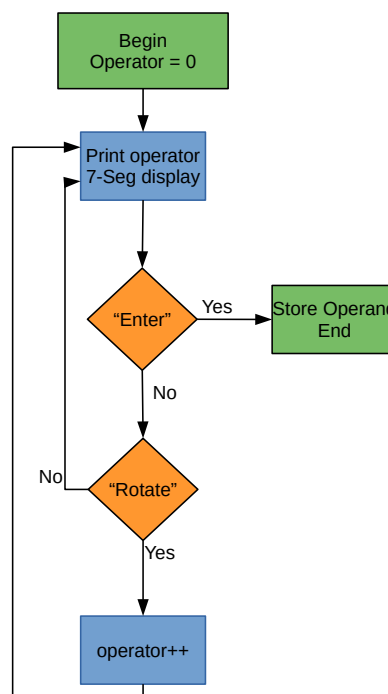 Begin
Operator = 0
Print operator
7-Seg display
“Enter”
Yes
Store Operand
End
No
“Rotate”
No
Yes
operator++